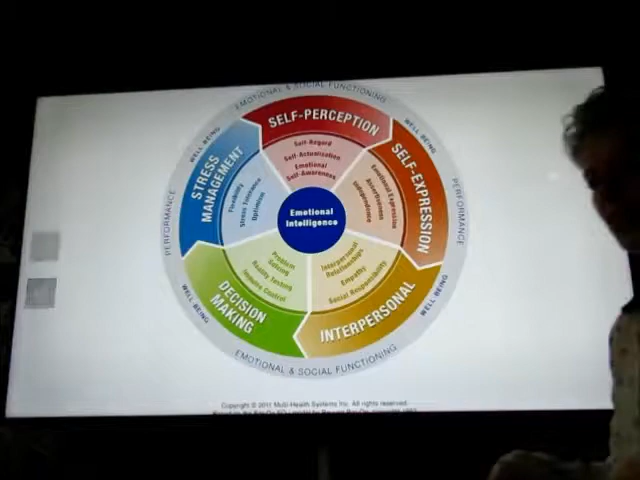 EMOTIONAL & SOCIAL FUNCTIONING
WELL-BEING
WELL-BEING
PERFORMANCE
PERFORMANCE
WELL-BEING
WELL-BEING
EMOTIONAL & SOCIAL FUNCTIONING
SELF-PERCEPTION
Self-Regard
Self-Actualization
Emotional
Self-Awareness
SELF-EXPRESSION
Emotional Expression
Assertiveness
Independence
INTERPERSONAL
Interpersonal
Relationships
Empathy
Social Responsibility
DECISION
MAKING
Problem
Solving
Reality Testing
Impulse Control
STRESS
MANAGEMENT
Flexibility
Stress Tolerance
Optimism
Emotional
Intelligence
Copyright © 2011 Multi-Health Systems Inc. All rights reserved.